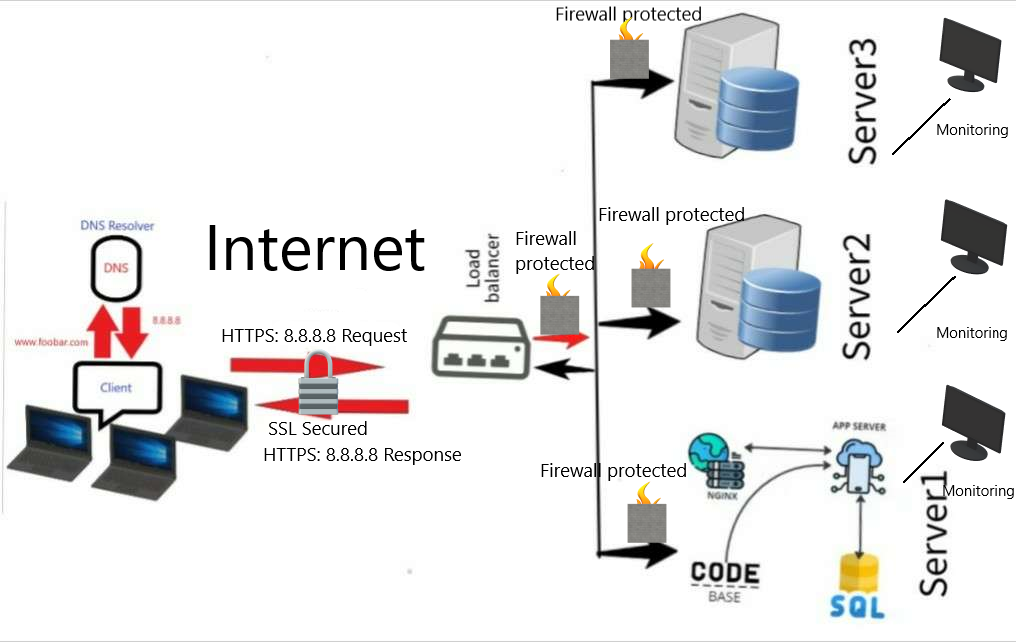 Firewall protected
Server3
Monitoring
DNS Resolver
DNS
www.foobar.com
8.8.8.8
Client
Internet
HTTPS: 8.8.8.8 Request
SSL Secured
HTTPS: 8.8.8.8 Response
Load
balancer
Firewall
protected
Firewall protected
Server2
Monitoring
Firewall protected
NGINX
APP SERVER
CODE
BASE
SQL
Server1
Monitoring